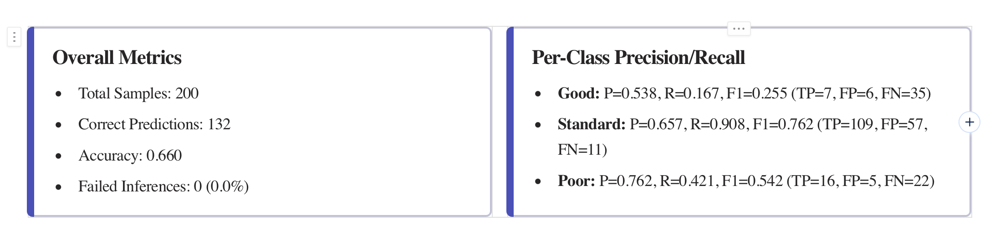 Overall Metrics
• Total Samples: 200
• Correct Predictions: 132
• Accuracy: 0.660
• Failed Inferences: 0 (0.0%)
Per-Class Precision/Recall
• Good: P=0.538, R=0.167, F1=0.255 (TP=7, FP=6, FN=35)
• Standard: P=0.657, R=0.908, F1=0.762 (TP=109, FP=57,
FN=11)
• Poor: P=0.762, R=0.421, F1=0.542 (TP=16, FP=5, FN=22)